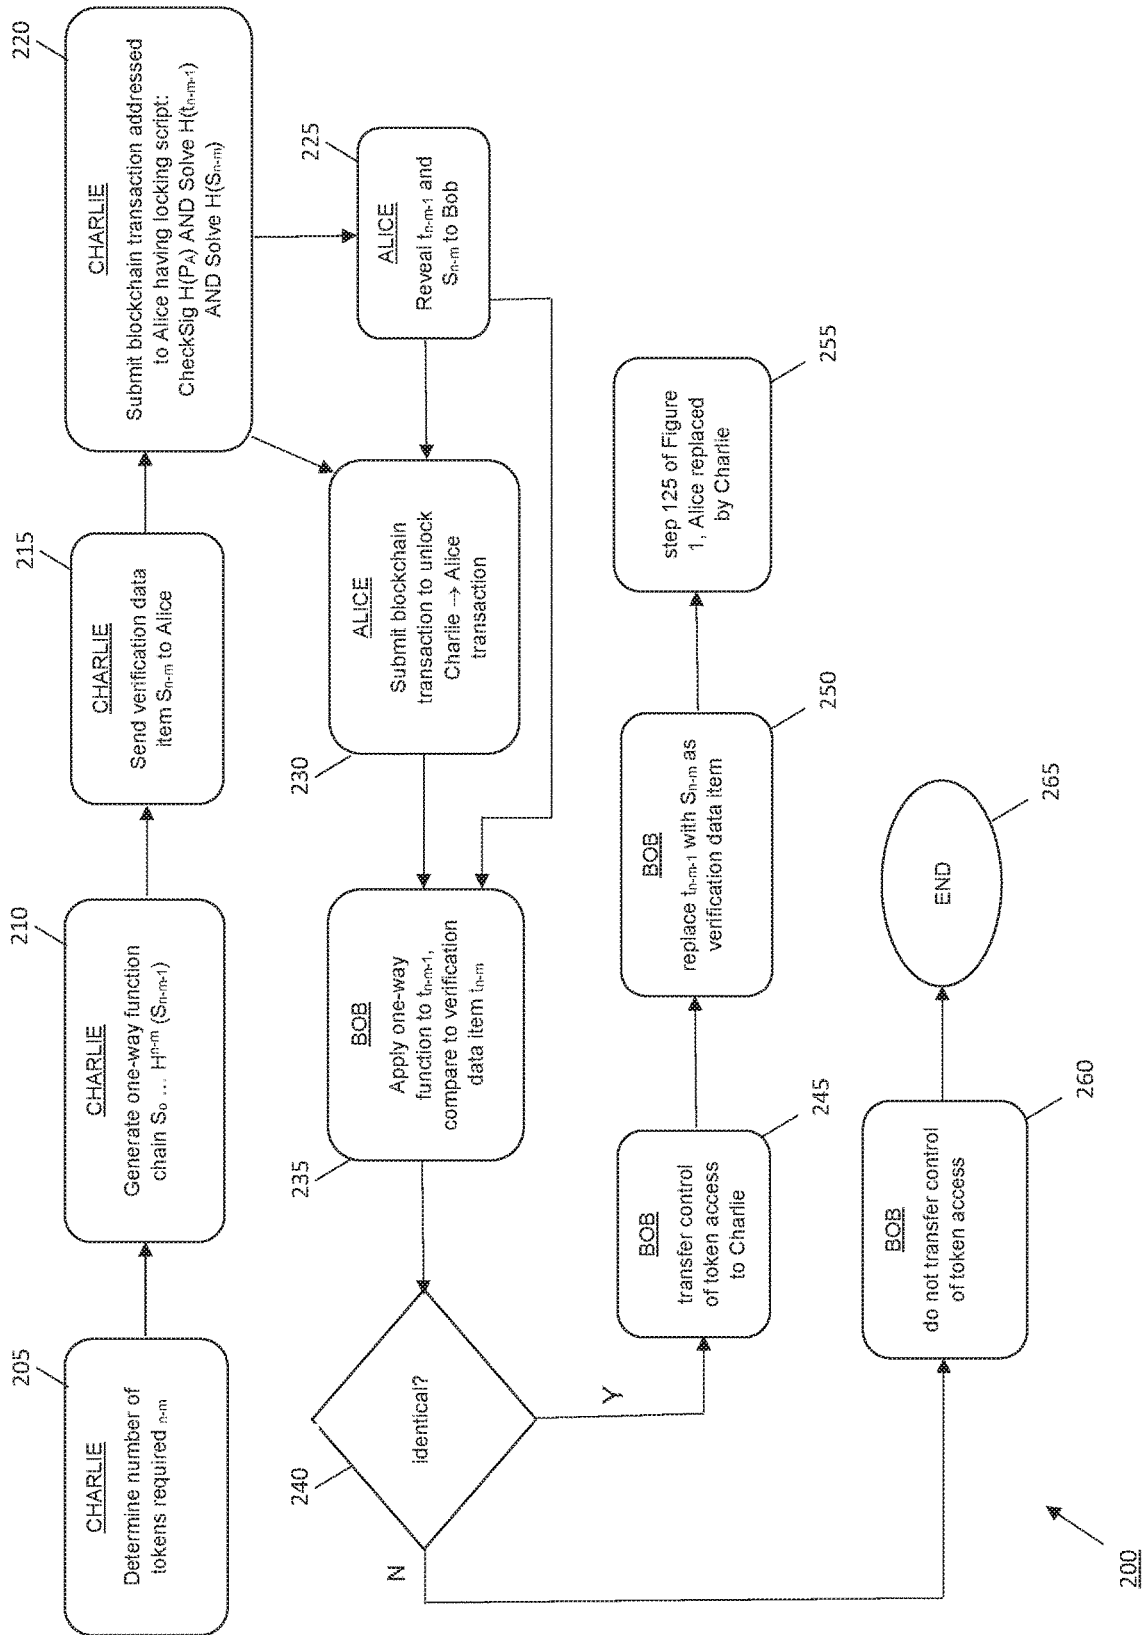 205
CHARLIE
Determine number of
tokens required n-m
210
CHARLIE
Generate one-way function
chain S₀ ... Hⁿ⁻ᵐ (Sₙ₋ₘ₋₁)
215
CHARLIE
Send verification data
item Sₙ₋ₘ to Alice
220
CHARLIE
Submit blockchain transaction addressed
to Alice having locking script:
CheckSig H(P_A) AND Solve H(tₙ₋ₘ₋₁)
AND Solve H(Sₙ₋ₘ)
225
ALICE
Reveal tₙ₋ₘ₋₁ and
Sₙ₋ₘ to Bob
230
ALICE
Submit blockchain
transaction to unlock
Charlie → Alice
transaction
235
BOB
Apply one-way
function to tₙ₋ₘ₋₁,
compare to verification
data item tₙ₋ₘ
240
identical?
Y
N
245
BOB
transfer control
of token access
to Charlie
250
BOB
replace tₙ₋ₘ₋₁ with Sₙ₋ₘ as
verification data item
255
step 125 of Figure
1, Alice replaced
by Charlie
260
BOB
do not transfer control
of token access
265
END
200